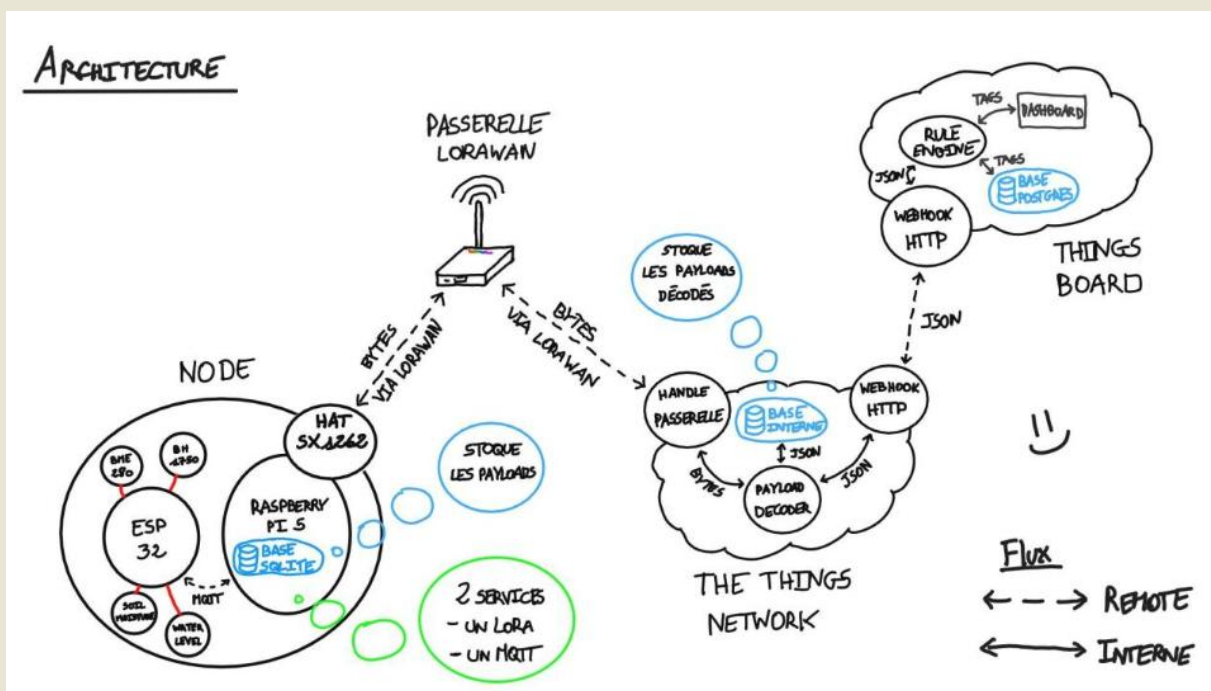 ARCHITECTURE
PASSERELLE
LORAWAN
BYTES
VIA LORAWAN
BYTES
VIA LORAWAN
NODE
HAT
SX1262
BME
280
BH
1750
ESP
32
SOIL
MOISTURE
WATER
LEVEL
MQTT
RASPBERRY
PI 5
BASE
SQLITE
STOQUE
LES PAYLOADS
2 SERVICES
- UN LORA
- UN MQTT
STOQUE
LES PAYLOADS
DÉCODÉS
HANDLE
PASSERELLE
BASE
INTERNE
WEBHOOK
HTTP
BYTES
JSON
JSON
PAYLOAD
DECODER
THE THINGS
NETWORK
JSON
WEBHOOK
HTTP
JSON
RULE
ENGINE
TAGS
DASHBOARD
TAGS
BASE
POSTGRES
THINGS
BOARD
Flux
REMOTE
INTERNE